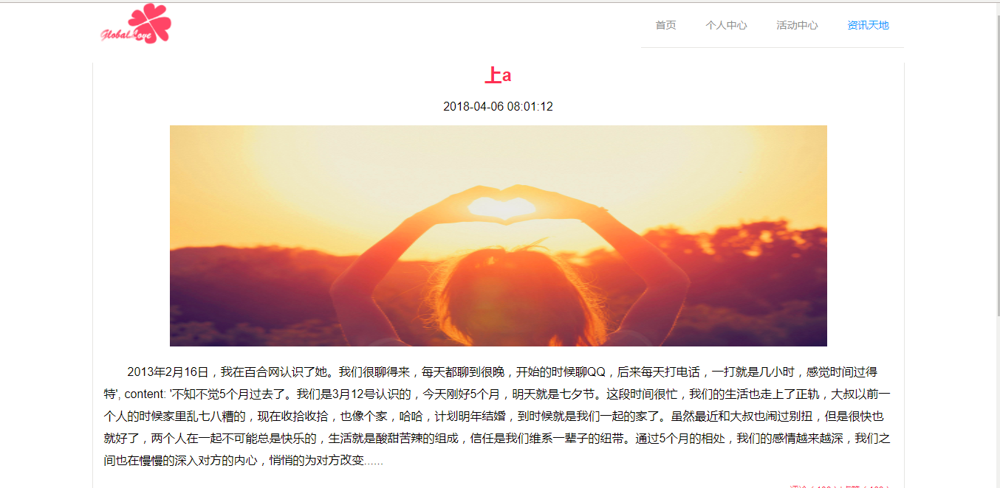 Global love
首页 个人中心 活动中心 资讯天地
上a
2018-04-06 08:01:12
2013年2月16日，我在百合网认识了她。我们很聊得来，每天都聊到很晚，开始的时候聊QQ，后来每天打电话，一打就是几小时，感觉时间过得
特', content: '不知不觉5个月过去了。我们是3月12号认识的，今天刚好5个月，明天就是七夕节。这段时间很忙，我们的生活也走上了正轨，大叔以前一
个人的时候家里乱七八糟的，现在收拾收拾，也像个家，哈哈，计划明年结婚，到时候就是我们一起的家了。虽然最近和大叔也闹过别扭，但是很快也
就好了，两个人在一起不可能总是快乐的，生活就是酸甜苦辣的组成，信任是我们维系一辈子的纽带。通过5个月的相处，我们的感情越来越深，我们之
间也在慢慢的深入对方的内心，悄悄的为对方改变......